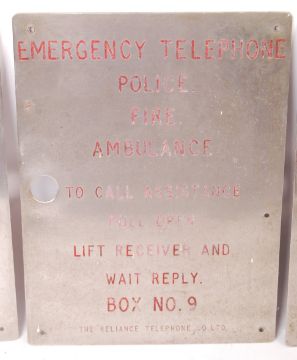 EMERGENCY TELEPHONE
POLICE.
FIRE.
AMBULANCE
TO CALL ASSISTANCE
PULL OPEN
LIFT RECEIVER AND
WAIT REPLY.
BOX NO. 9
THE RELIANCE TELEPHONE CO. LTD.